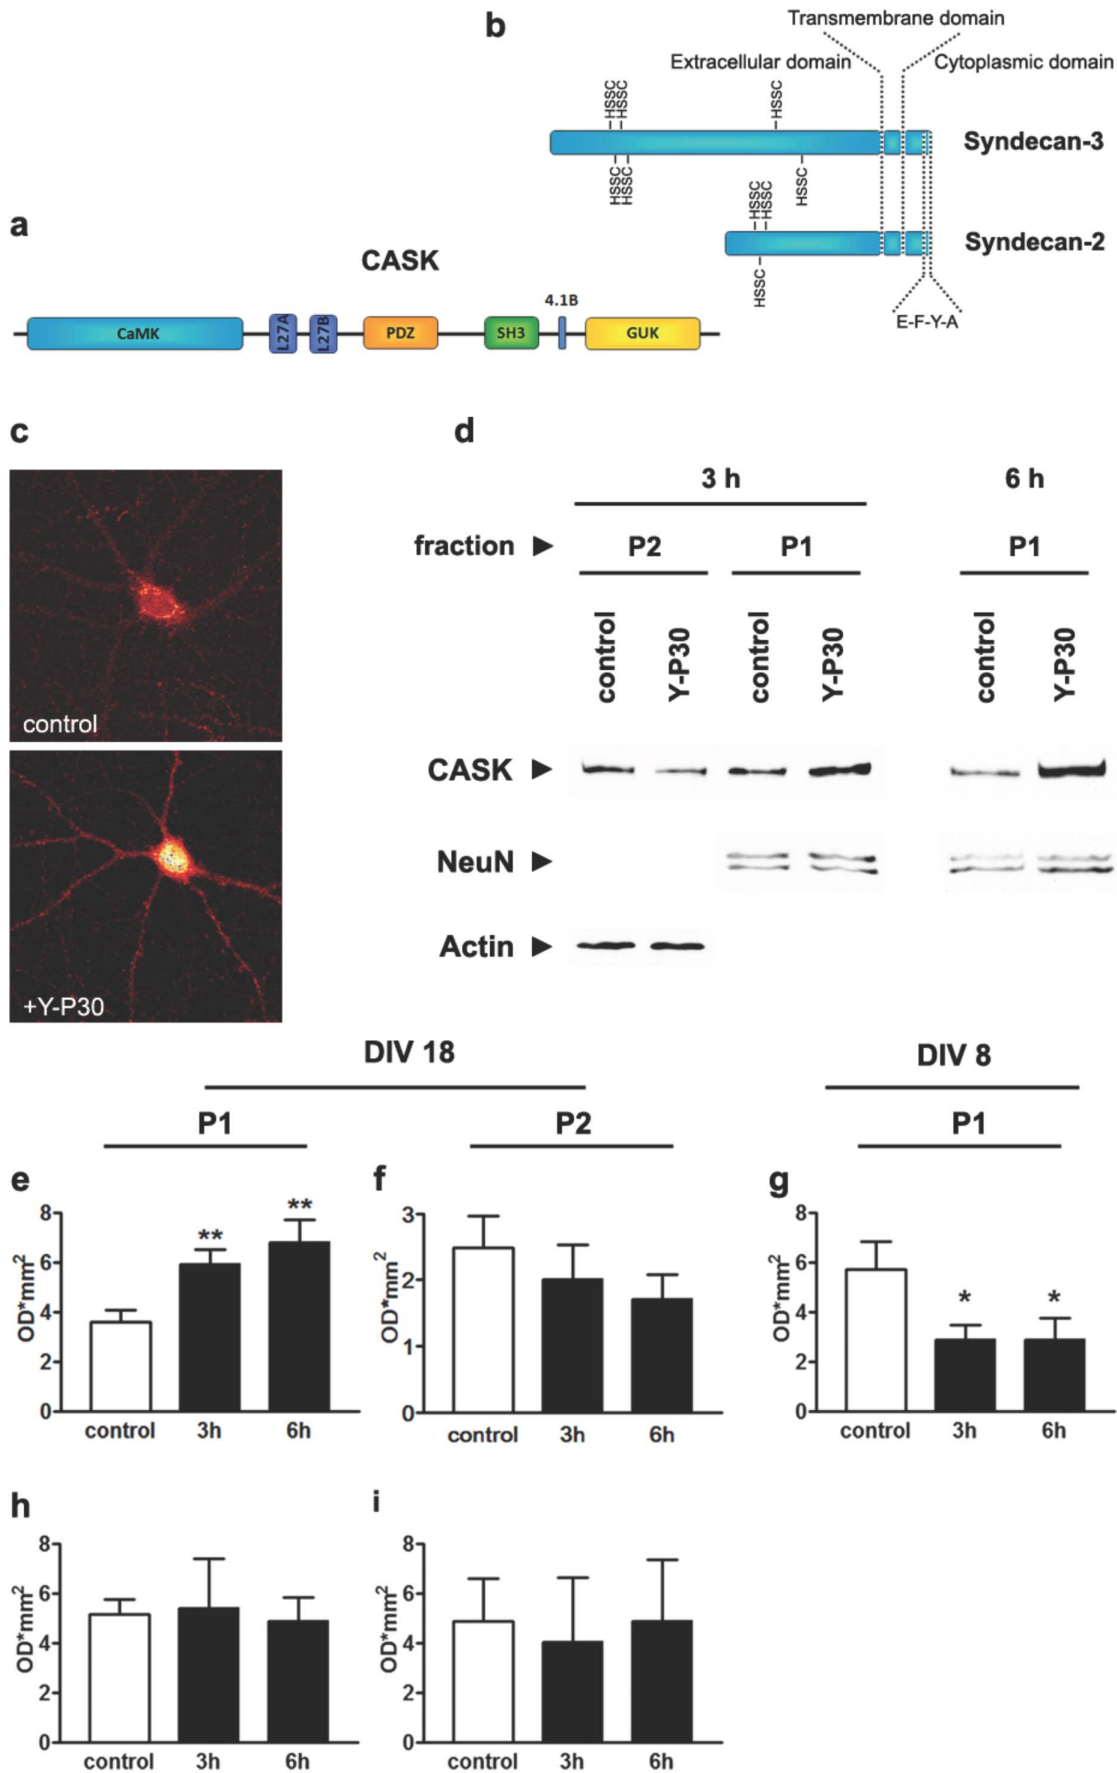 b
Transmembrane domain
Extracellular domain
Cytoplasmic domain
HSSC
HSSC
HSSC
Syndecan-3
HSSC
HSSC
HSSC
HSSC
HSSC
Syndecan-2
HSSC
E-F-Y-A
a
CASK
4.1B
CaMK
L27A
L27B
PDZ
SH3
GUK
c
control
+Y-P30
d
3 h
6 h
fraction
P2
P1
P1
control
Y-P30
control
Y-P30
control
Y-P30
CASK
NeuN
Actin
DIV 18
DIV 8
P1
P2
P1
e
OD*mm²
8
6
4
2
0
**
**
control 3h 6h
f
OD*mm²
3
2
1
0
control 3h 6h
g
OD*mm²
8
6
4
2
0
*
*
control 3h 6h
h
OD*mm²
8
6
4
2
0
control 3h 6h
i
OD*mm²
8
6
4
2
0
control 3h 6h